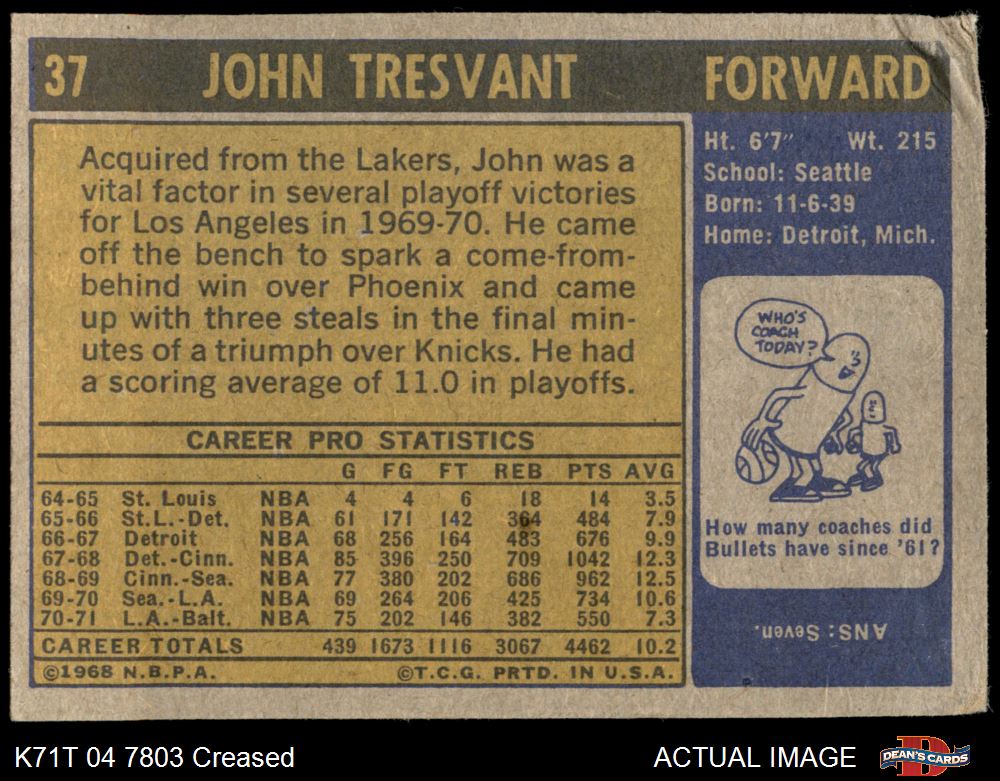 37 JOHN TRESVANT FORWARD
Acquired from the Lakers, John was a
vital factor in several playoff victories
for Los Angeles in 1969-70. He came
off the bench to spark a come-from-
behind win over Phoenix and came
up with three steals in the final min-
utes of a triumph over Knicks. He had
a scoring average of 11.0 in playoffs.
CAREER PRO STATISTICS
G FG FT REB PTS AVG
64-65 St. Louis NBA 4 4 6 18 14 3.5
65-66 St.L.-Det. NBA 61 171 142 364 484 7.9
66-67 Detroit NBA 68 256 164 483 676 9.9
67-68 Det.-Cinn. NBA 85 396 250 709 1042 12.3
68-69 Cinn.-Sea. NBA 77 380 202 686 962 12.5
69-70 Sea.-L.A. NBA 69 264 206 425 734 10.6
70-71 L.A.-Balt. NBA 75 202 146 382 550 7.3
CAREER TOTALS 439 1673 1116 3067 4462 10.2
©1968 N.B.P.A. ©T.C.G. PRTD. IN U.S.A.
Ht. 6'7" Wt. 215
School: Seattle
Born: 11-6-39
Home: Detroit, Mich.
WHO'S
COACH
TODAY?
How many coaches did
Bullets have since '61?
ANS: Seven.
K71T 04 7803 Creased ACTUAL IMAGE
D
DEAN'S CARDS